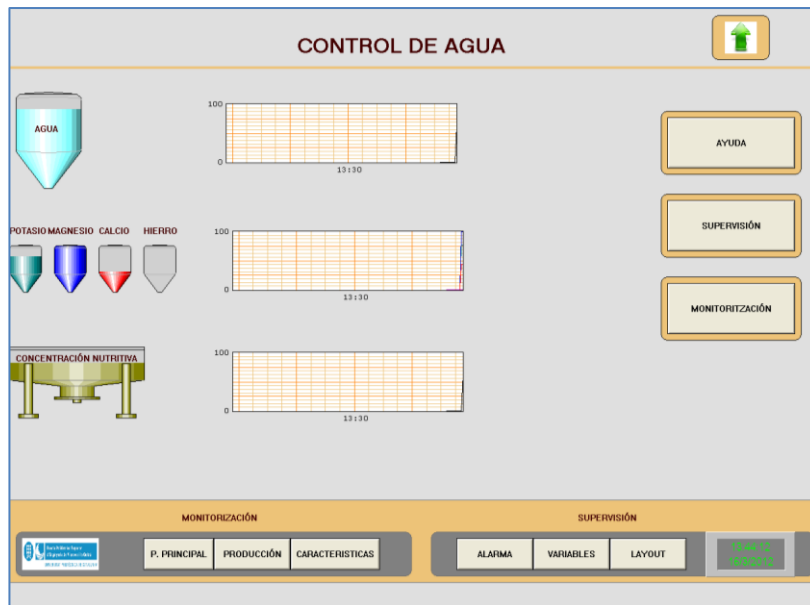 CONTROL DE AGUA
AGUA
100
0
13:30
AYUDA
SUPERVISIÓN
MONITORITZACIÓN
POTASIO MAGNESIO CALCIO HIERRO
100
0
13:30
CONCENTRACIÓN NUTRITIVA
100
0
13:30
MONITORIZACIÓN
SUPERVISIÓN
P. PRINCIPAL PRODUCCIÓN CARACTERISTICAS
ALARMA VARIABLES LAYOUT